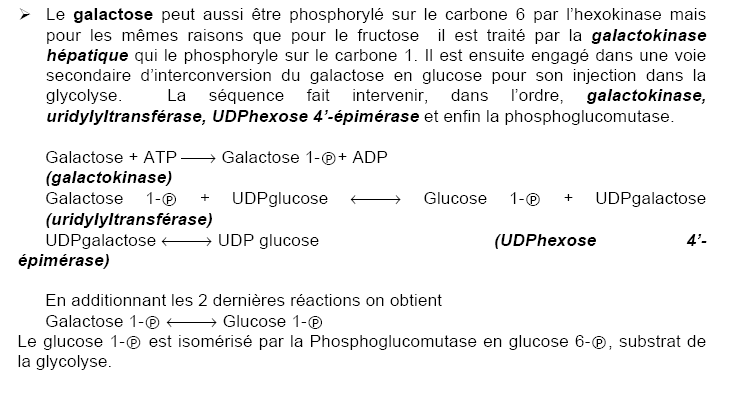 ➢ Le galactose peut aussi être phosphorylé sur le carbone 6 par l'hexokinase mais
pour les mêmes raisons que pour le fructose il est traité par la galactokinase
hépatique qui le phosphoryle sur le carbone 1. Il est ensuite engagé dans une voie
secondaire d'interconversion du galactose en glucose pour son injection dans la
glycolyse. La séquence fait intervenir, dans l'ordre, galactokinase,
uridylyltransférase, UDPhexose 4'-épimérase et enfin la phosphoglucomutase.
Galactose + ATP ⟶ Galactose 1-Ⓟ+ ADP
(galactokinase)
Galactose 1-Ⓟ + UDPglucose ⟷ Glucose 1-Ⓟ + UDPgalactose
(uridylyltransférase)
UDPgalactose ⟷ UDP glucose (UDPhexose 4'-
épimérase)
En additionnant les 2 dernières réactions on obtient
Galactose 1-Ⓟ ⟷ Glucose 1-Ⓟ
Le glucose 1-Ⓟ est isomérisé par la Phosphoglucomutase en glucose 6-Ⓟ, substrat de
la glycolyse.